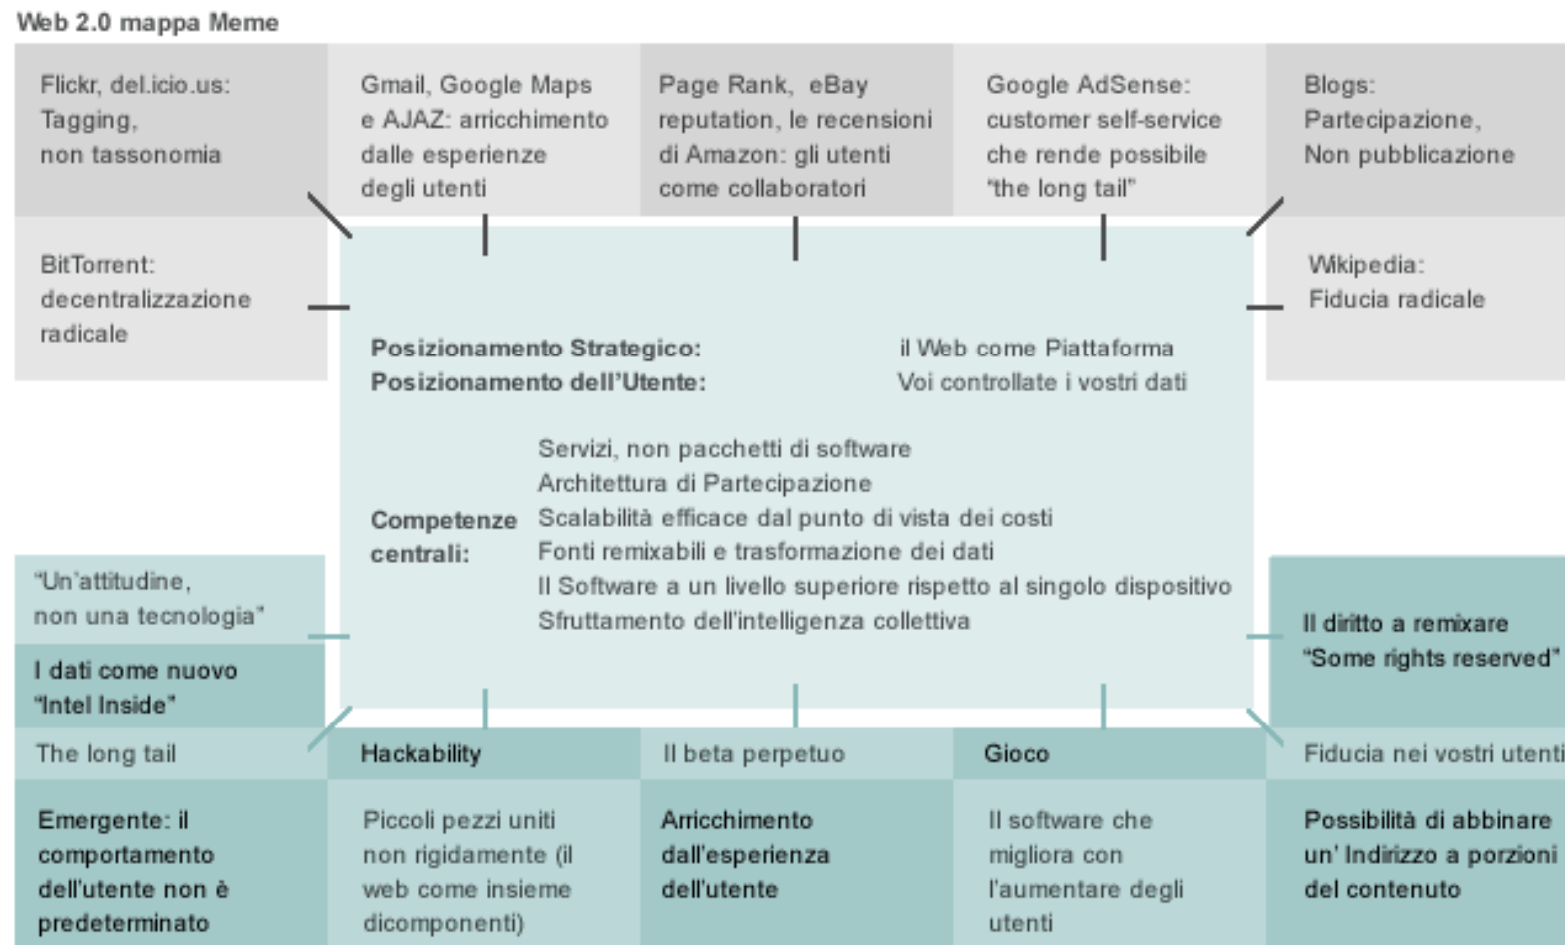 Web 2.0 mappa Meme
Flickr, del.icio.us:
Tagging,
non tassonomia
Gmail, Google Maps
e AJAZ: arricchimento
dalle esperienze
degli utenti
Page Rank, eBay
reputation, le recensioni
di Amazon: gli utenti
come collaboratori
Google AdSense:
customer self-service
che rende possibile
"the long tail"
Blogs:
Partecipazione,
Non pubblicazione
BitTorrent:
decentralizzazione
radicale
Wikipedia:
Fiducia radicale
Posizionamento Strategico: il Web come Piattaforma
Posizionamento dell'Utente: Voi controllate i vostri dati
Competenze
centrali:
Servizi, non pacchetti di software
Architettura di Partecipazione
Scalabilità efficace dal punto di vista dei costi
Fonti remixabili e trasformazione dei dati
Il Software a un livello superiore rispetto al singolo dispositivo
Sfruttamento dell'intelligenza collettiva
"Un'attitudine,
non una tecnologia"
I dati come nuovo
"Intel Inside"
Il diritto a remixare
"Some rights reserved"
The long tail
Hackability
Il beta perpetuo
Gioco
Fiducia nei vostri utenti
Emergente: il
comportamento
dell'utente non è
predeterminato
Piccoli pezzi uniti
non rigidamente (il
web come insieme
dicomponenti)
Arricchimento
dall'esperienza
dell'utente
Il software che
migliora con
l'aumentare degli
utenti
Possibilità di abbinare
un' Indirizzo a porzioni
del contenuto